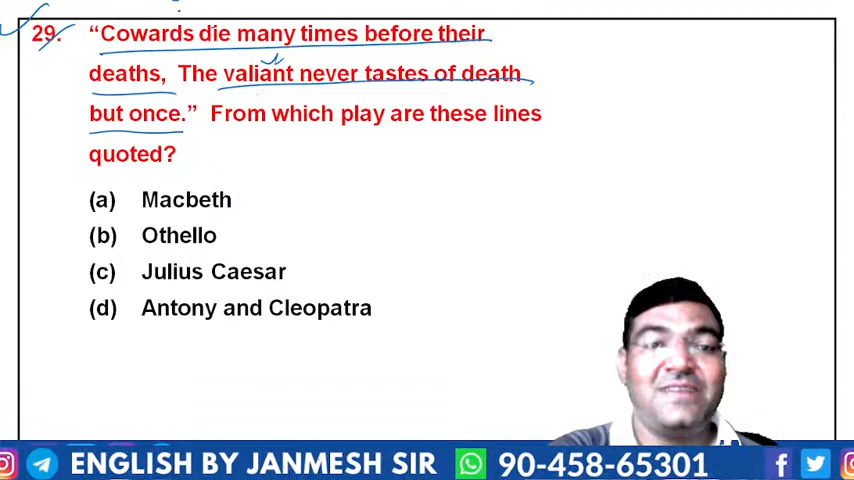 29. “Cowards die many times before their
deaths, The valiant never tastes of death
but once.” From which play are these lines
quoted?
(a) Macbeth
(b) Othello
(c) Julius Caesar
(d) Antony and Cleopatra
ENGLISH BY JANMESH SIR 90-458-65301